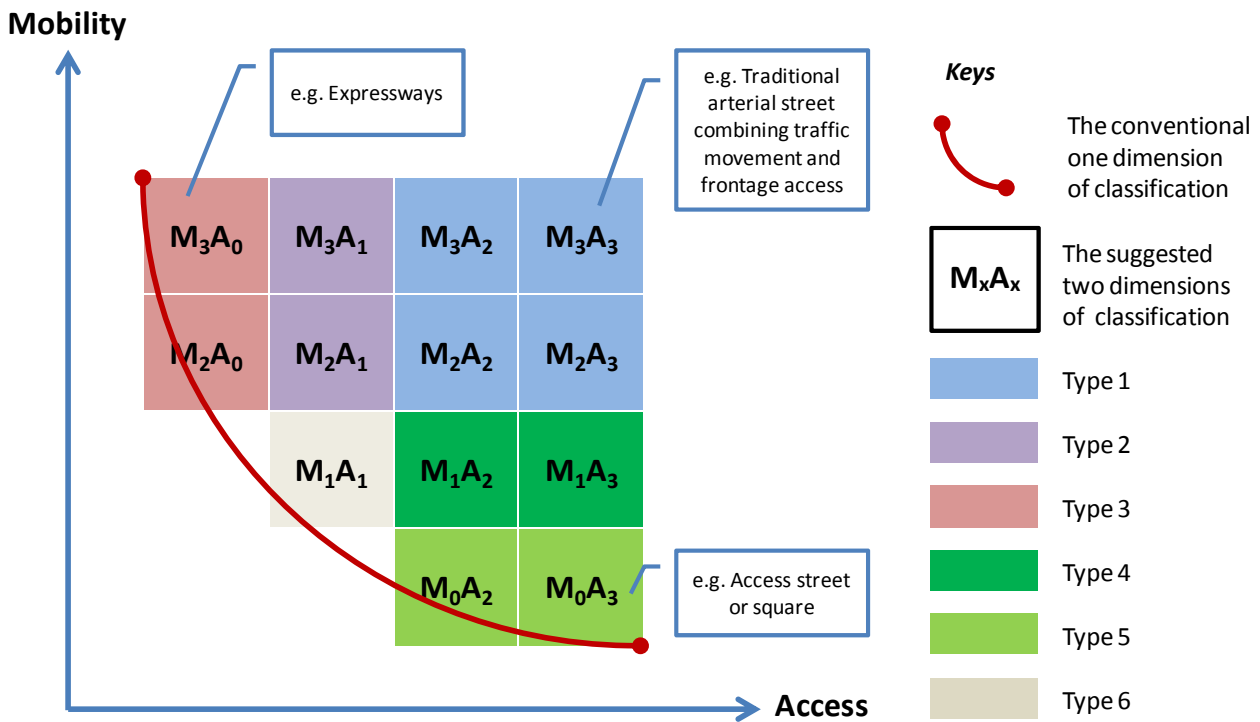 Mobility
e.g. Expressways
e.g. Traditional
arterial street
combining traffic
movement and
frontage access
Keys
The conventional
one dimension
of classification
M₃A₀
M₃A₁
M₃A₂
M₃A₃
MₓAₓ
The suggested
two dimensions
of classification
M₂A₀
M₂A₁
M₂A₂
M₂A₃
Type 1
Type 2
M₁A₁
M₁A₂
M₁A₃
Type 3
Type 4
M₀A₂
M₀A₃
e.g. Access street
or square
Type 5
Type 6
Access